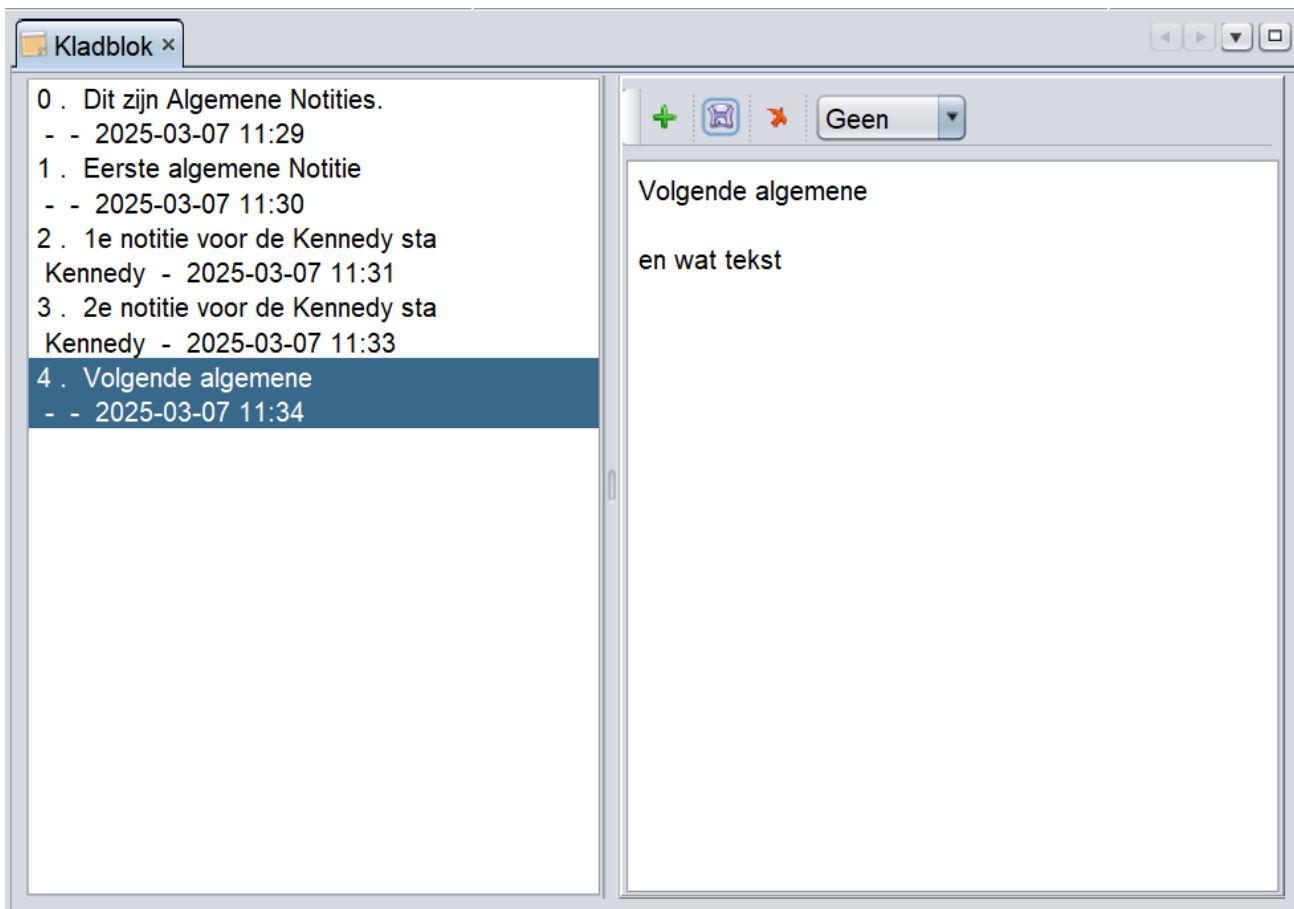 Kladblok ×
0 .  Dit zijn Algemene Notities.
-  -  2025-03-07 11:29
1 .  Eerste algemene Notitie
-  -  2025-03-07 11:30
2 .  1e notitie voor de Kennedy sta
Kennedy  -  2025-03-07 11:31
3 .  2e notitie voor de Kennedy sta
Kennedy  -  2025-03-07 11:33
4 .  Volgende algemene
-  -  2025-03-07 11:34
Geen
Volgende algemene
en wat tekst